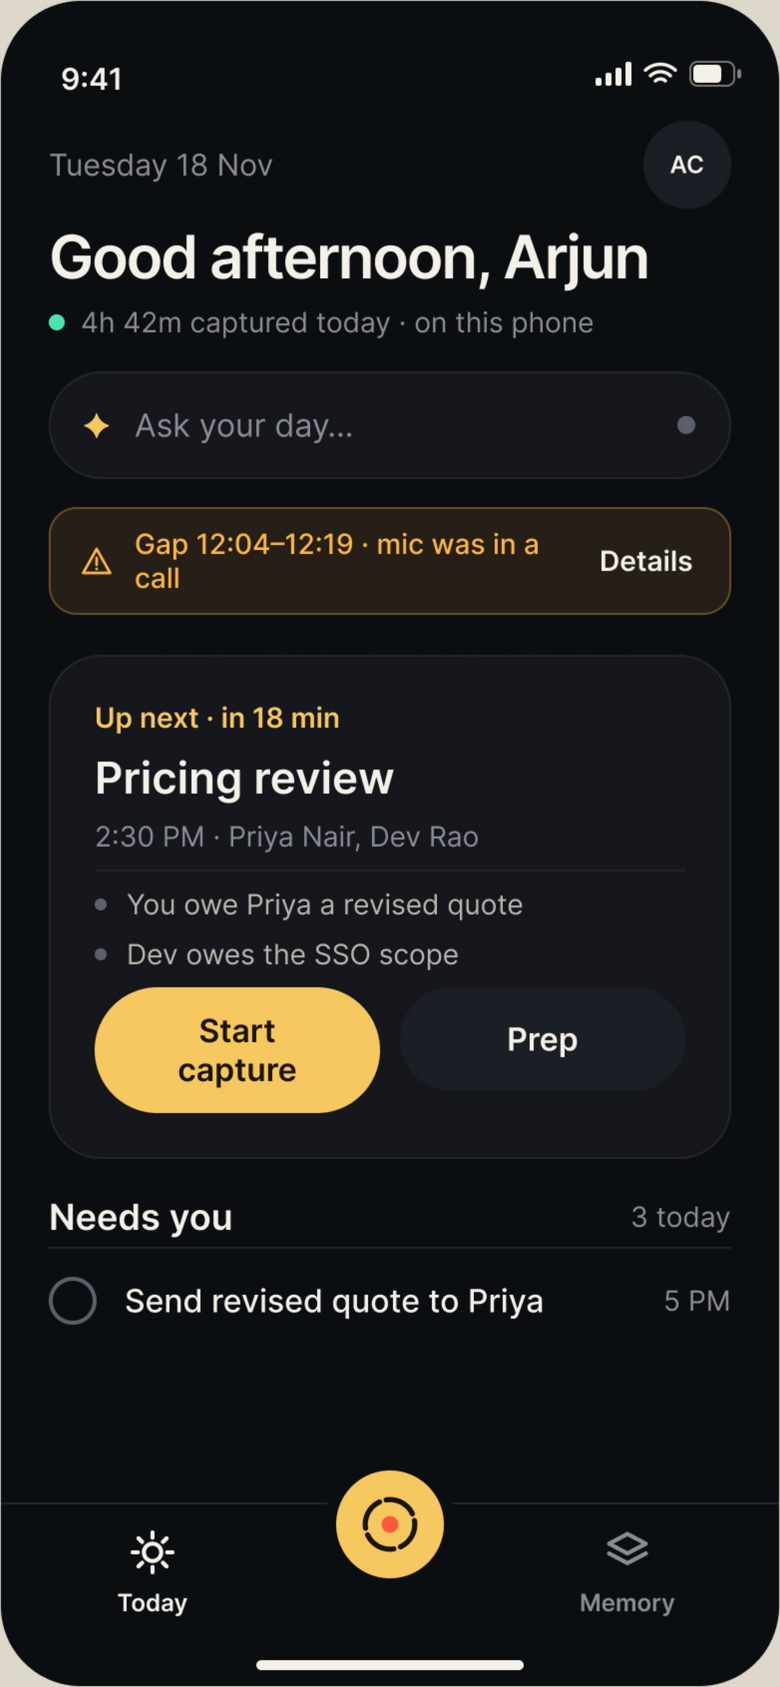 9:41
Tuesday 18 Nov
AC
Good afternoon, Arjun
4h 42m captured today · on this phone
Ask your day...
Gap 12:04–12:19 · mic was in a
call
Details
Up next · in 18 min
Pricing review
2:30 PM · Priya Nair, Dev Rao
You owe Priya a revised quote
Dev owes the SSO scope
Start
capture
Prep
Needs you
3 today
Send revised quote to Priya
5 PM
Today
Memory